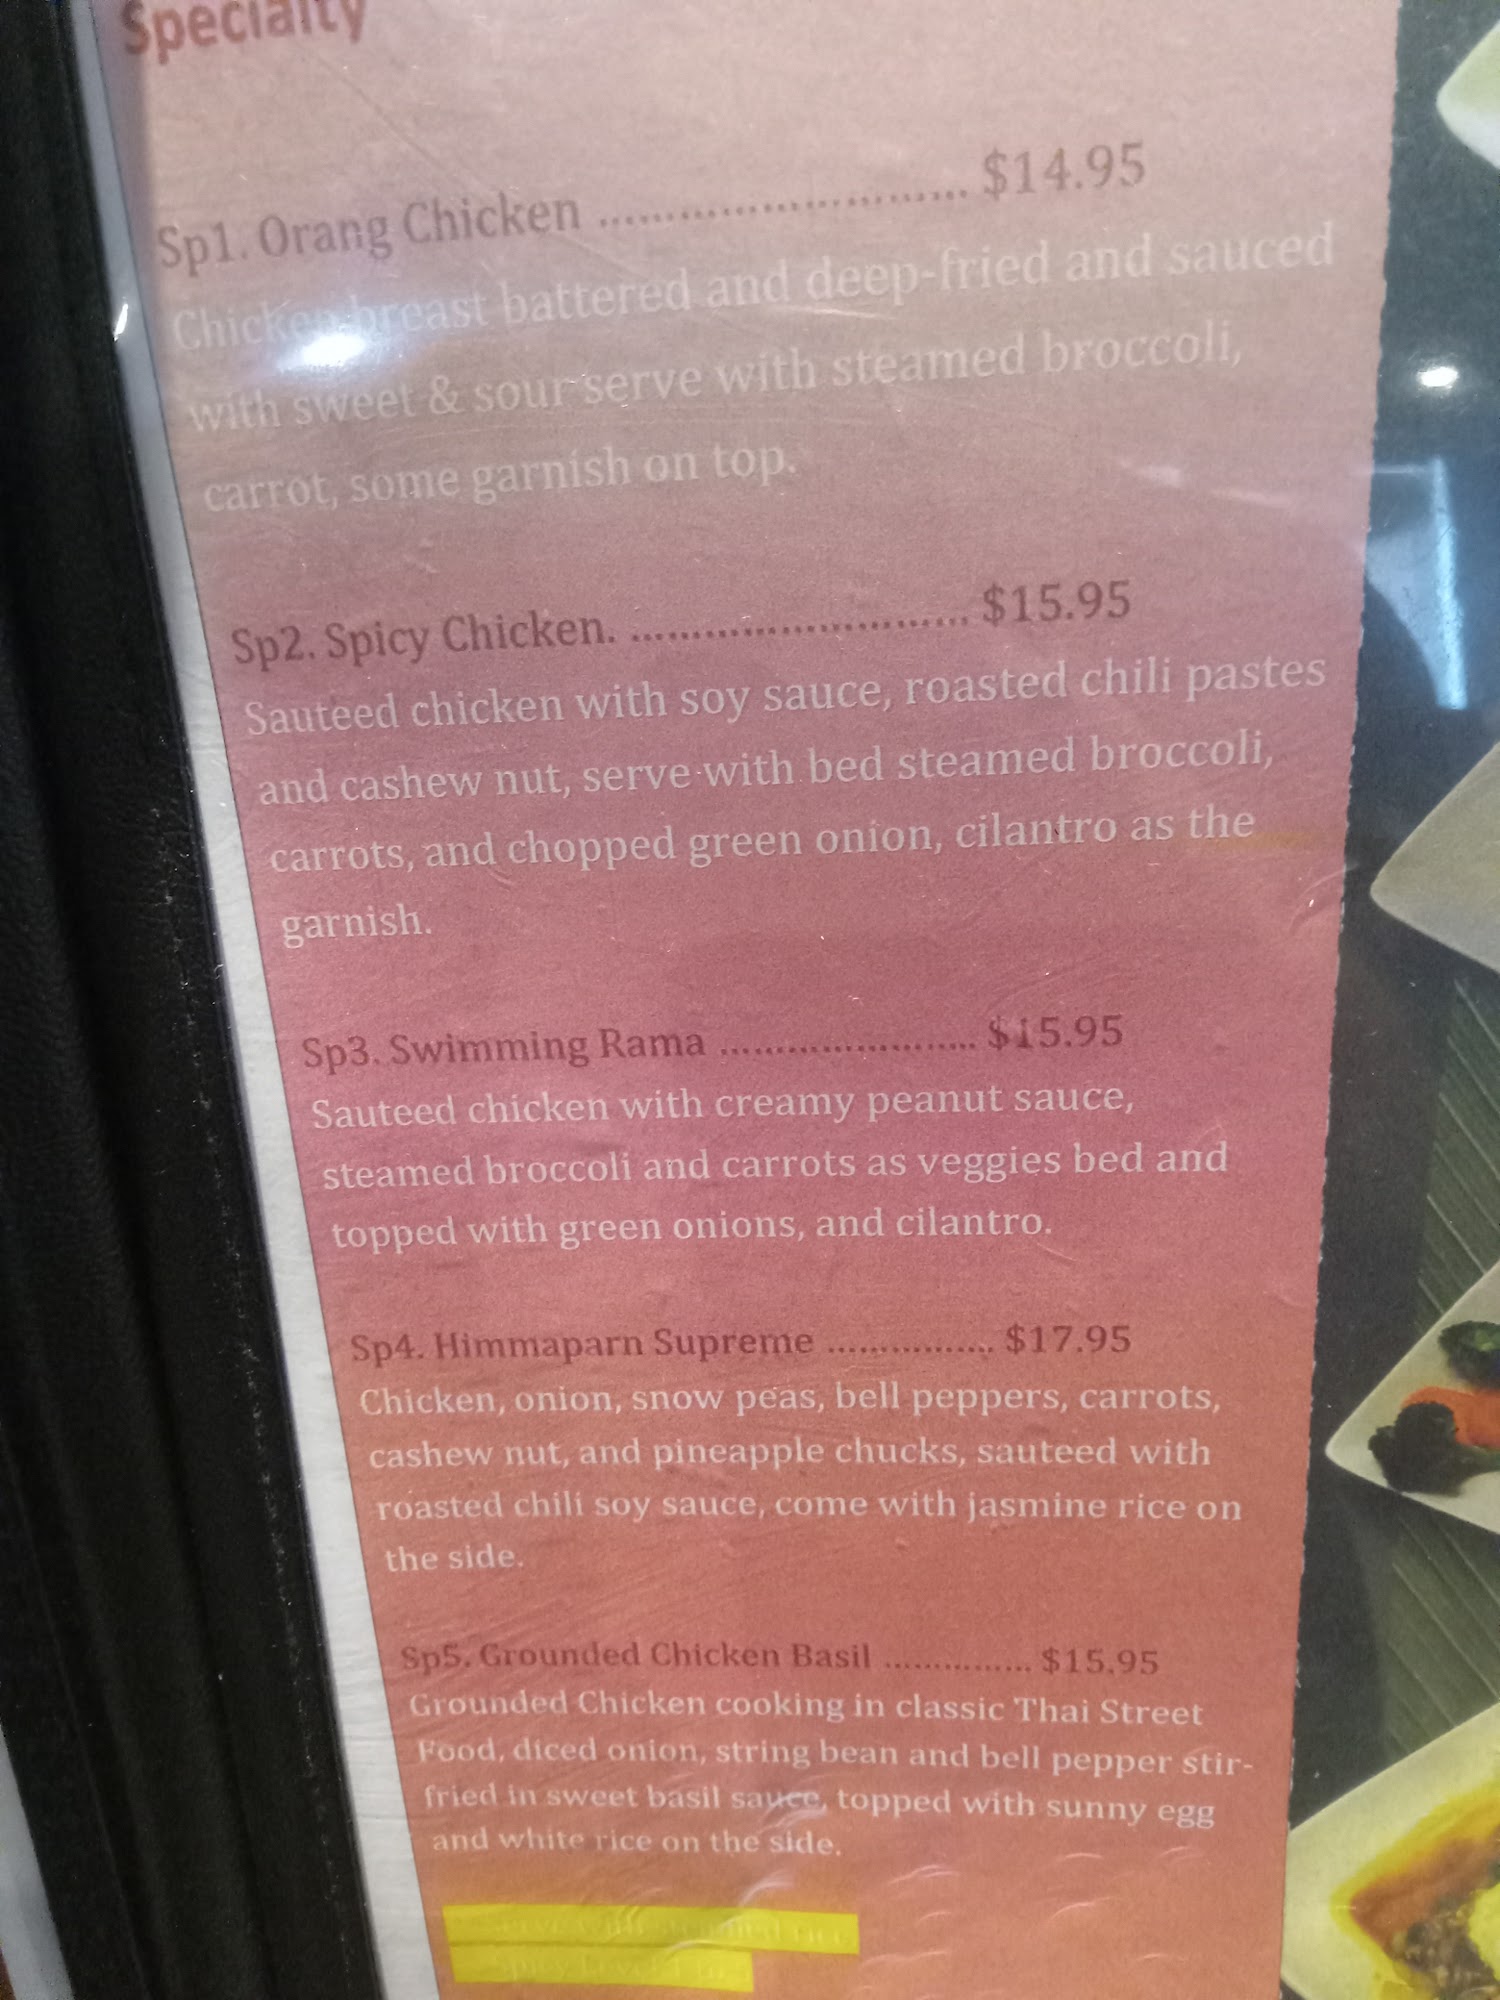 Specialty
Sp1. Orang Chicken ............................ $14.95
Chicken breast battered and deep-fried and sauced
with sweet & sour serve with steamed broccoli,
carrot, some garnish on top.
Sp2. Spicy Chicken. ............................ $15.95
Sauteed chicken with soy sauce, roasted chili pastes
and cashew nut, serve with bed steamed broccoli,
carrots, and chopped green onion, cilantro as the
garnish.
Sp3. Swimming Rama ....................... $15.95
Sauteed chicken with creamy peanut sauce,
steamed broccoli and carrots as veggies bed and
topped with green onions, and cilantro.
Sp4. Himmaparn Supreme ................ $17.95
Chicken, onion, snow peas, bell peppers, carrots,
cashew nut, and pineapple chucks, sauteed with
roasted chili soy sauce, come with jasmine rice on
the side.
Sp5. Grounded Chicken Basil ............... $15.95
Grounded Chicken cooking in classic Thai Street
Food, diced onion, string bean and bell pepper stir-
fried in sweet basil sauce, topped with sunny egg
and white rice on the side.